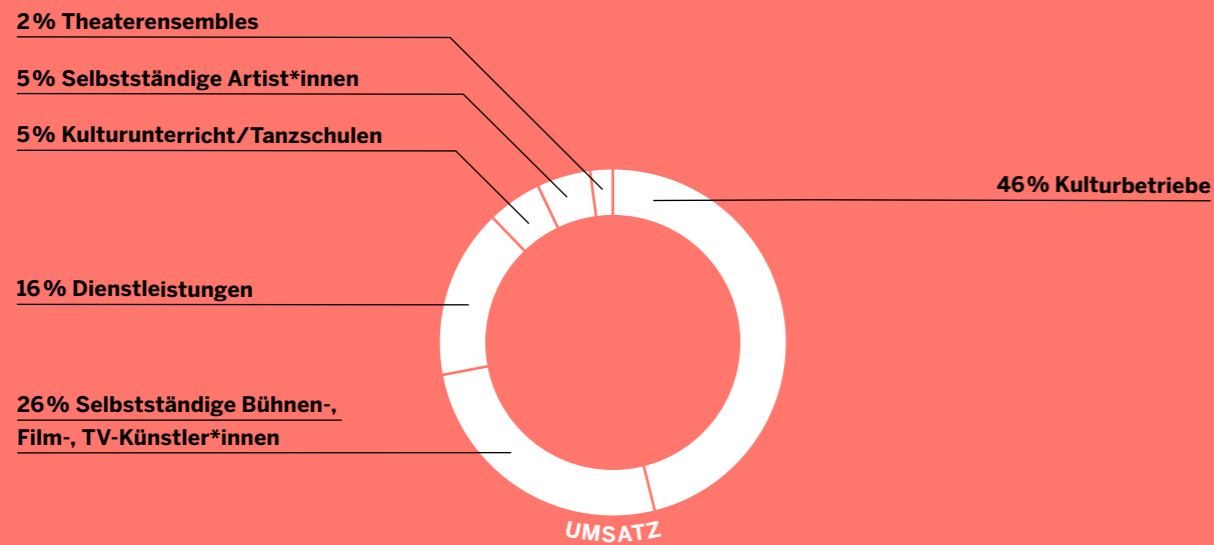 2% Theaterensembles
5% Selbstständige Artist*innen
5% Kulturunterricht/Tanzschulen
46% Kulturbetriebe
16% Dienstleistungen
26% Selbstständige Bühnen-,
Film-, TV-Künstler*innen
UMSATZ